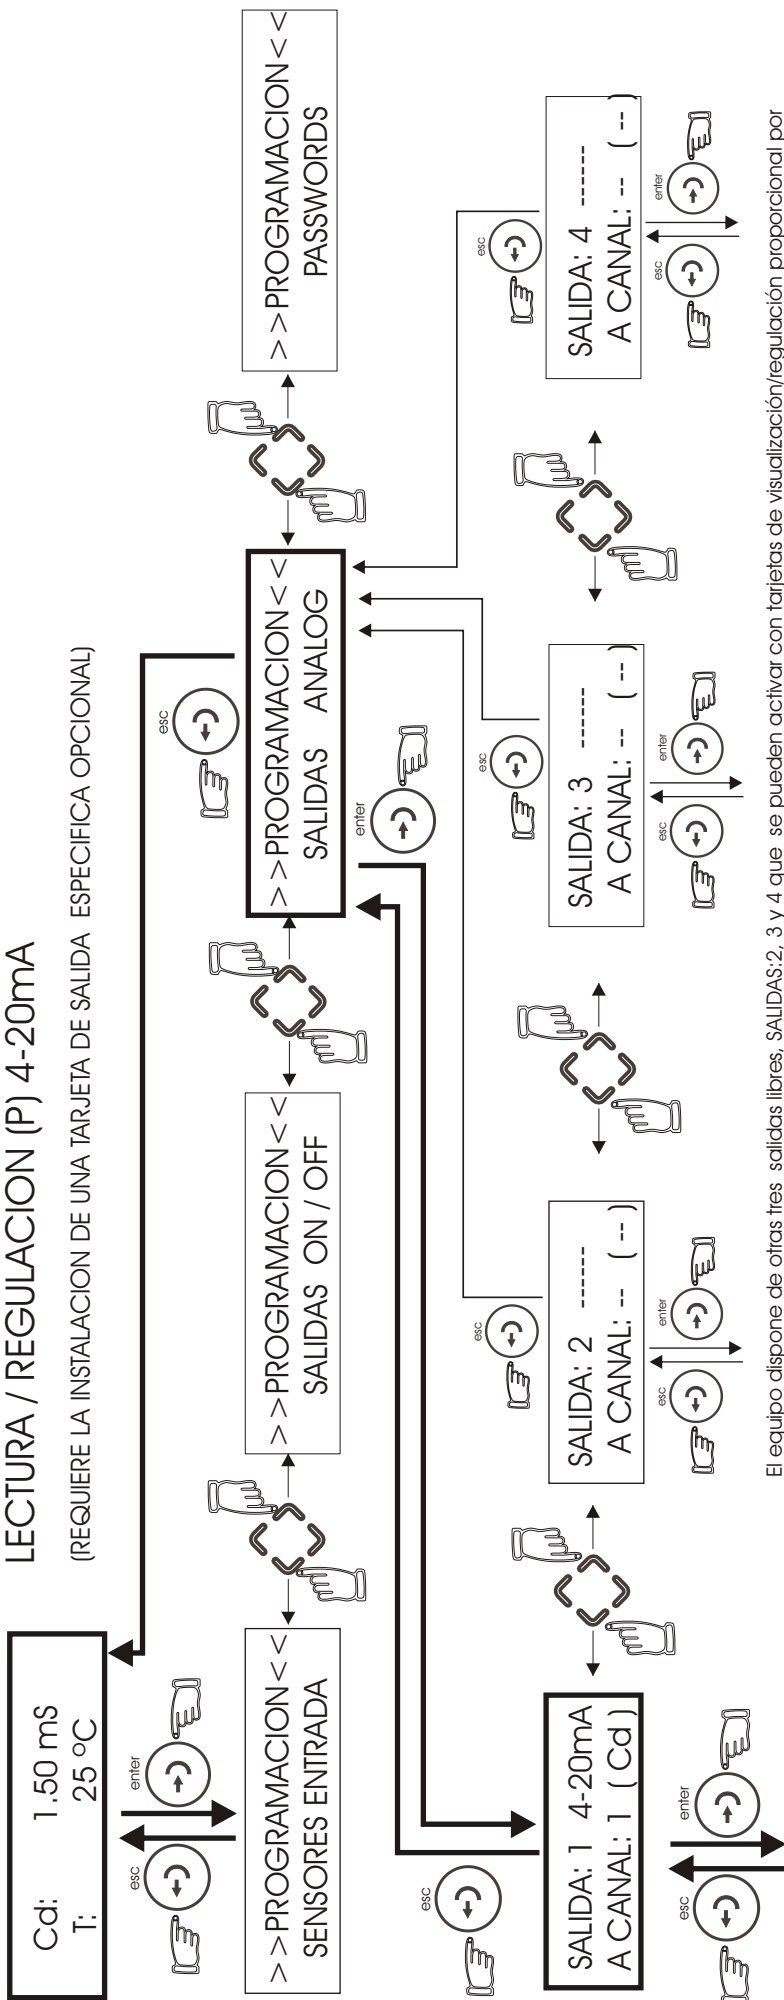 LECTURA / REGULACION (P) 4-20mA
(REQUIERE LA INSTALACION DE UNA TARJETA DE SALIDA ESPECIFICA OPCIONAL)
Cd: 1.50 mS
T: 25 ºC
esc
enter
esc
> >PROGRAMACION< <
SENSORES ENTRADA
> >PROGRAMACION< <
SALIDAS ON / OFF
> >PROGRAMACION< <
SALIDAS ANALOG
> >PROGRAMACION< <
PASSWORDS
enter
esc
esc
esc
esc
SALIDA: 1 4-20mA
A CANAL: 1 ( Cd )
SALIDA: 2 ------
A CANAL: -- ( -- )
SALIDA: 3 ------
A CANAL: -- ( -- )
SALIDA: 4 ------
A CANAL: -- ( -- )
esc
enter
esc
enter
esc
enter
esc
enter
El equipo dispone de otras tres salidas libres, SALIDAS:2, 3 y 4 que se pueden activar con tarjetas de visualización/regulación proporcional por